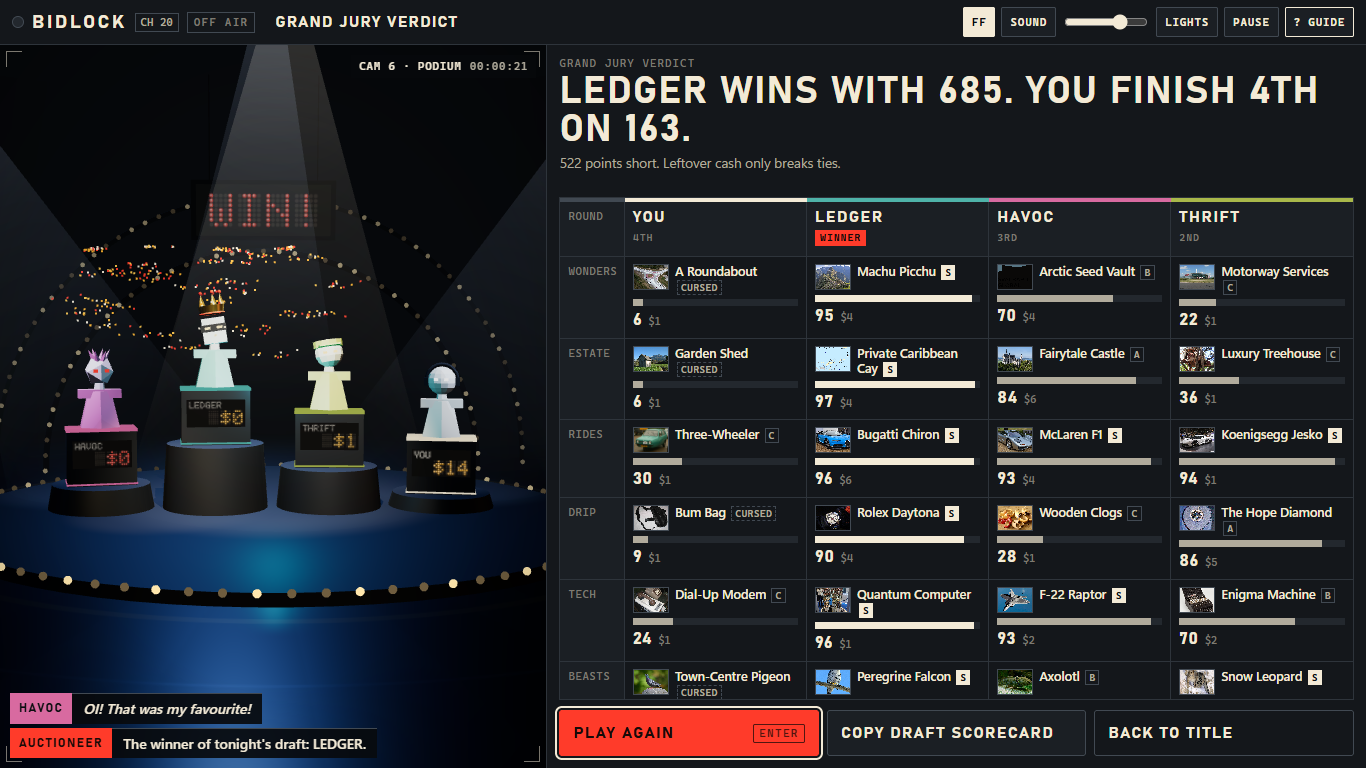 BIDLOCK CH 20 OFF AIR GRAND JURY VERDICT FF SOUND LIGHTS PAUSE ? GUIDE
CAM 6 · PODIUM 00:00:21
WIN!
LEDGER
$0
HAVOC
$0
THRIFT
$1
YOU
$14
HAVOC OI! That was my favourite!
AUCTIONEER The winner of tonight's draft: LEDGER.
GRAND JURY VERDICT
LEDGER WINS WITH 685. YOU FINISH 4TH
ON 163.
522 points short. Leftover cash only breaks ties.
ROUND YOU LEDGER HAVOC THRIFT
4TH WINNER 3RD 2ND
WONDERS A Roundabout Machu Picchu S Arctic Seed Vault B Motorway Services
CURSED C
6 $1 95 $4 70 $4 22 $1
ESTATE Garden Shed Private Caribbean Fairytale Castle A Luxury Treehouse C
CURSED Cay S
6 $1 97 $4 84 $6 36 $1
RIDES Three-Wheeler C Bugatti Chiron S McLaren F1 S Koenigsegg Jesko S
30 $1 96 $6 93 $4 94 $1
DRIP Bum Bag CURSED Rolex Daytona S Wooden Clogs C The Hope Diamond
A
9 $1 90 $4 28 $1 86 $5
TECH Dial-Up Modem C Quantum Computer F-22 Raptor S Enigma Machine B
S
24 $1 96 $1 93 $2 70 $2
BEASTS Town-Centre Pigeon Peregrine Falcon S Axolotl B Snow Leopard S
CURSED
PLAY AGAIN ENTER COPY DRAFT SCORECARD BACK TO TITLE